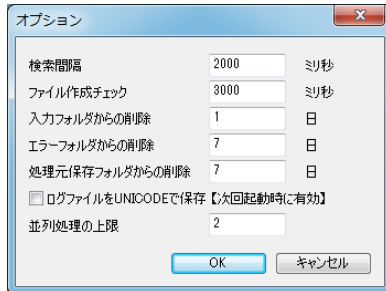 オプション
検索間隔 2000 ミリ秒
ファイル作成チェック 3000 ミリ秒
入力フォルダからの削除 1 日
エラーフォルダからの削除 7 日
処理元保存フォルダからの削除 7 日
ログファイルをUNICODEで保存【次回起動時に有効】
並列処理の上限 2
OK キャンセル